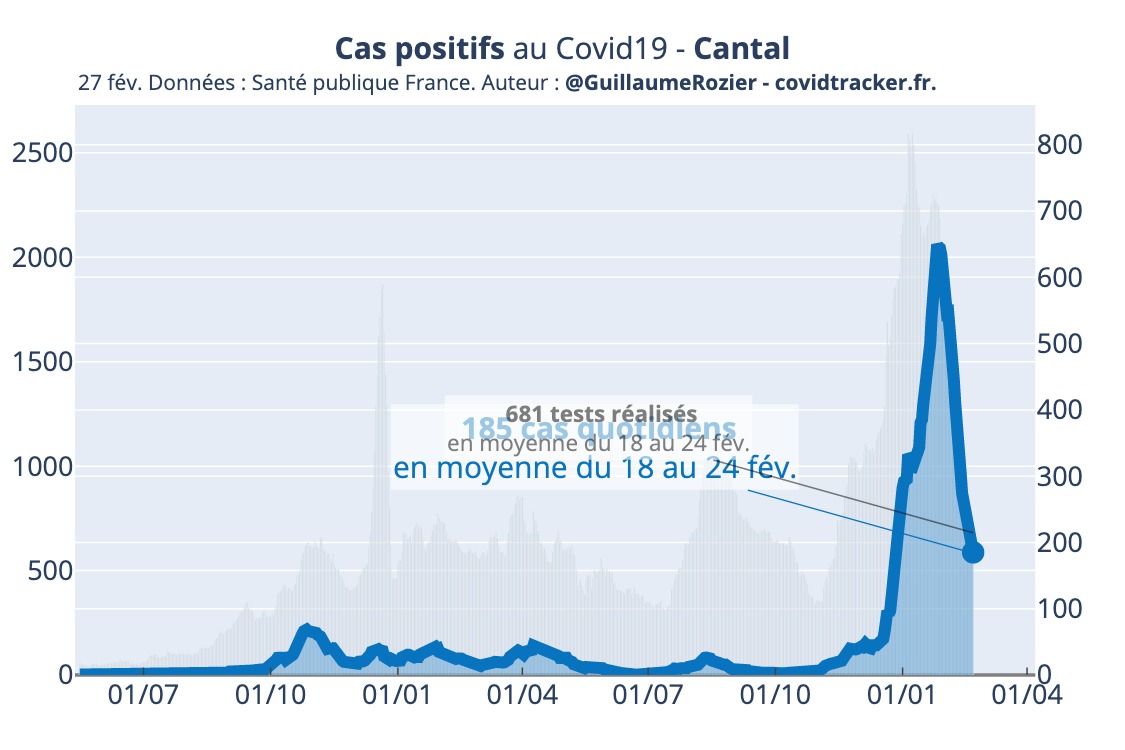 Cas positifs au Covid19 - Cantal
27 fév. Données : Santé publique France. Auteur : @GuillaumeRozier - covidtracker.fr.
2500
2000
1500
1000
500
0
800
700
600
500
400
300
200
100
0
681 tests réalisés
185 cas quotidiens
en moyenne du 18 au 24 fév.
en moyenne du 18 au 24 fév.
01/07 01/10 01/01 01/04 01/07 01/10 01/01 01/04